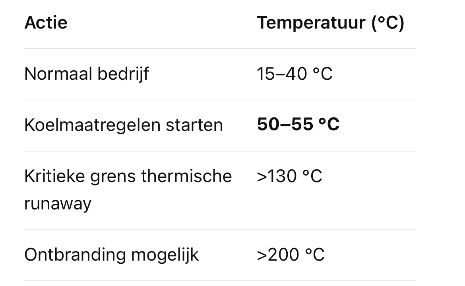 Actie Temperatuur (°C)
Normaal bedrijf 15–40 °C
Koelmaatregelen starten 50–55 °C
Kritieke grens thermische >130 °C
runaway
Ontbranding mogelijk >200 °C